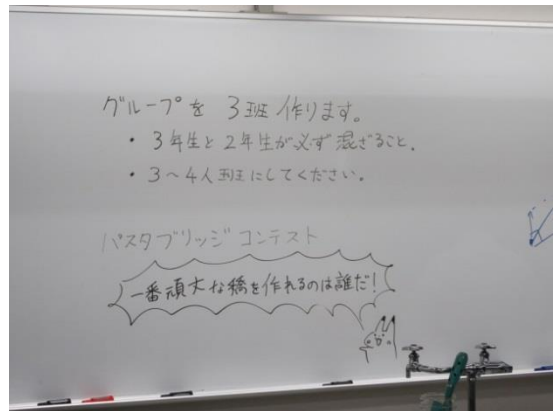 グループを 3班 作ります。
・3年生と2年生が必ず混ざること.
・3〜4人班にしてください。
パスタブリッジコンテスト
一番頑丈な橋を作れるのは誰だ!